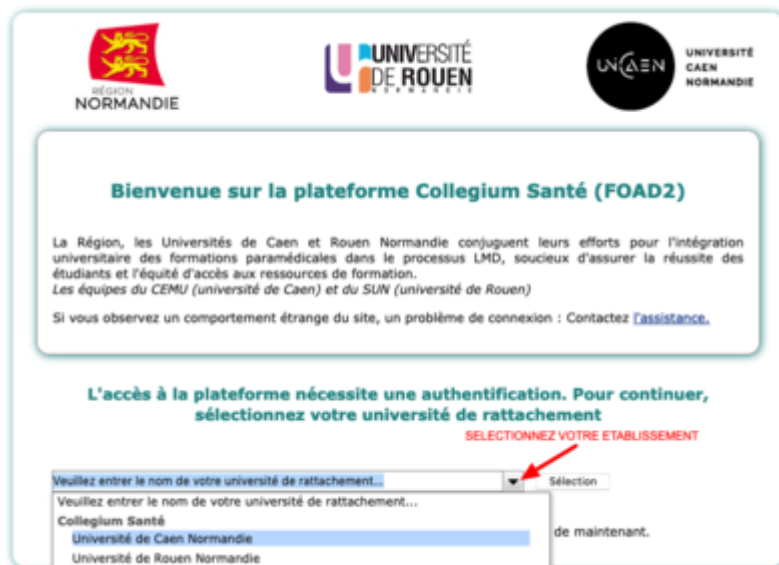 RÉGION
NORMANDIE
UNIVERSITÉ
DE ROUEN
NORMANDIE
UNICAEN
UNIVERSITÉ
CAEN
NORMANDIE
Bienvenue sur la plateforme Collegium Santé (FOAD2)
La Région, les Universités de Caen et Rouen Normandie conjuguent leurs efforts pour l'intégration
universitaire des formations paramédicales dans le processus LMD, soucieux d'assurer la réussite des
étudiants et l'équité d'accès aux ressources de formation.
Les équipes du CEMU (université de Caen) et du SUN (université de Rouen)
Si vous observez un comportement étrange du site, un problème de connexion : Contactez l'assistance.
L'accès à la plateforme nécessite une authentification. Pour continuer,
sélectionnez votre université de rattachement
SELECTIONNEZ VOTRE ETABLISSEMENT
Veuillez entrer le nom de votre université de rattachement...
Sélection
Veuillez entrer le nom de votre université de rattachement...
Collegium Santé
Université de Caen Normandie
de maintenant.
Université de Rouen Normandie